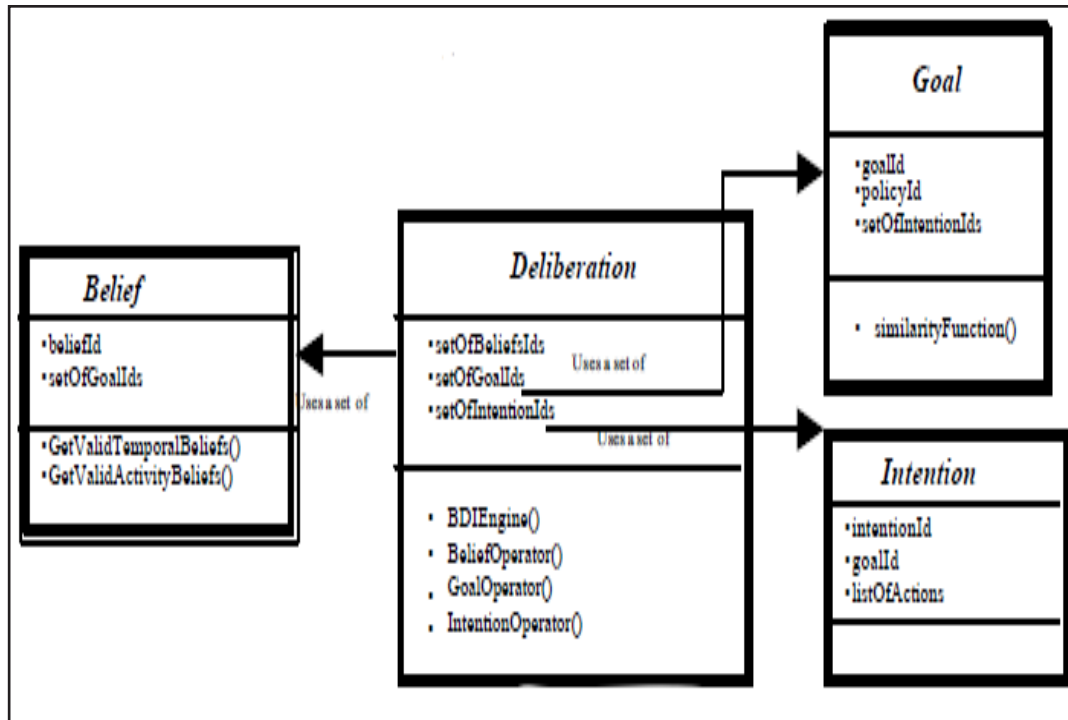 Belief
•beliefId
•setOfGoalIds
•GetValidTemporalBeliefs()
•GetValidActivityBeliefs()
Uses a set of
Deliberation
•setOfBeliefsIds
•setOfGoalIds
•setOfIntentionIds
Uses a set of
Uses a set of
• BDIEngine()
• BeliefOperator()
• GoalOperator()
• IntentionOperator()
Goal
•goalId
•policyId
•setOfIntentionIds
• similarityFunction()
Intention
•intentionId
•goalId
•listOfActions